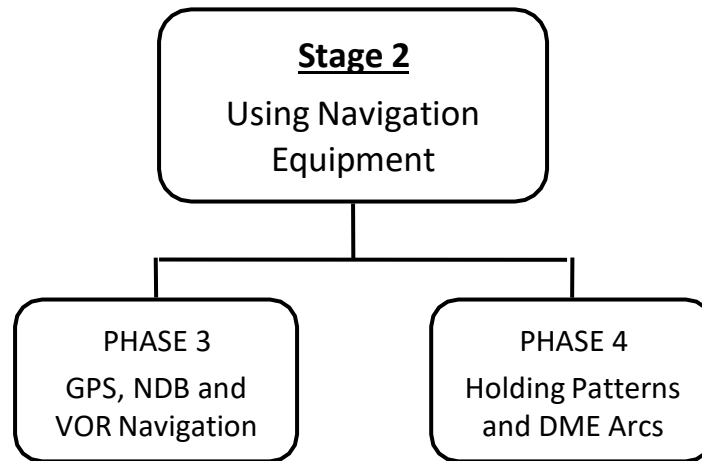 Stage 2
Using Navigation
Equipment
PHASE 3
GPS, NDB and
VOR Navigation
PHASE 4
Holding Patterns
and DME Arcs